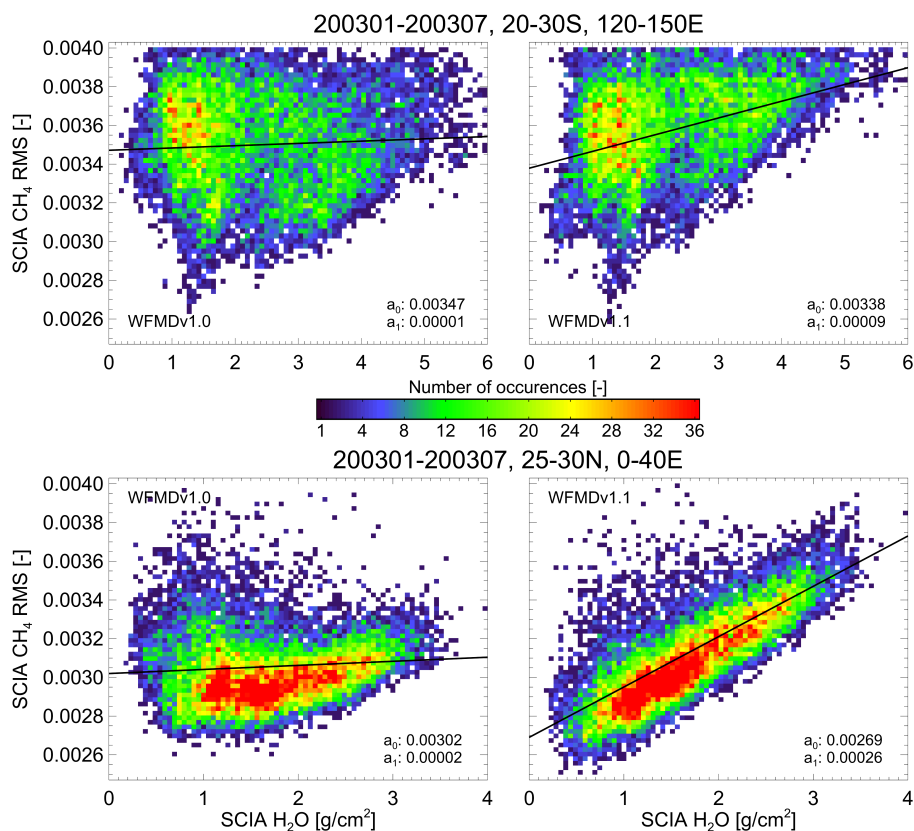 200301-200307, 20-30S, 120-150E
SCIA CH₄ RMS [-]
0.0040
0.0038
0.0036
0.0034
0.0032
0.0030
0.0028
0.0026
WFMDv1.0
a₀: 0.00347
a₁: 0.00001
0 1 2 3 4 5 6
WFMDv1.1
a₀: 0.00338
a₁: 0.00009
0 1 2 3 4 5 6
Number of occurences [-]
1 4 8 12 16 20 24 28 32 36
200301-200307, 25-30N, 0-40E
SCIA CH₄ RMS [-]
0.0040
0.0038
0.0036
0.0034
0.0032
0.0030
0.0028
0.0026
WFMDv1.0
a₀: 0.00302
a₁: 0.00002
0 1 2 3 4
SCIA H₂O [g/cm²]
WFMDv1.1
a₀: 0.00269
a₁: 0.00026
0 1 2 3 4
SCIA H₂O [g/cm²]